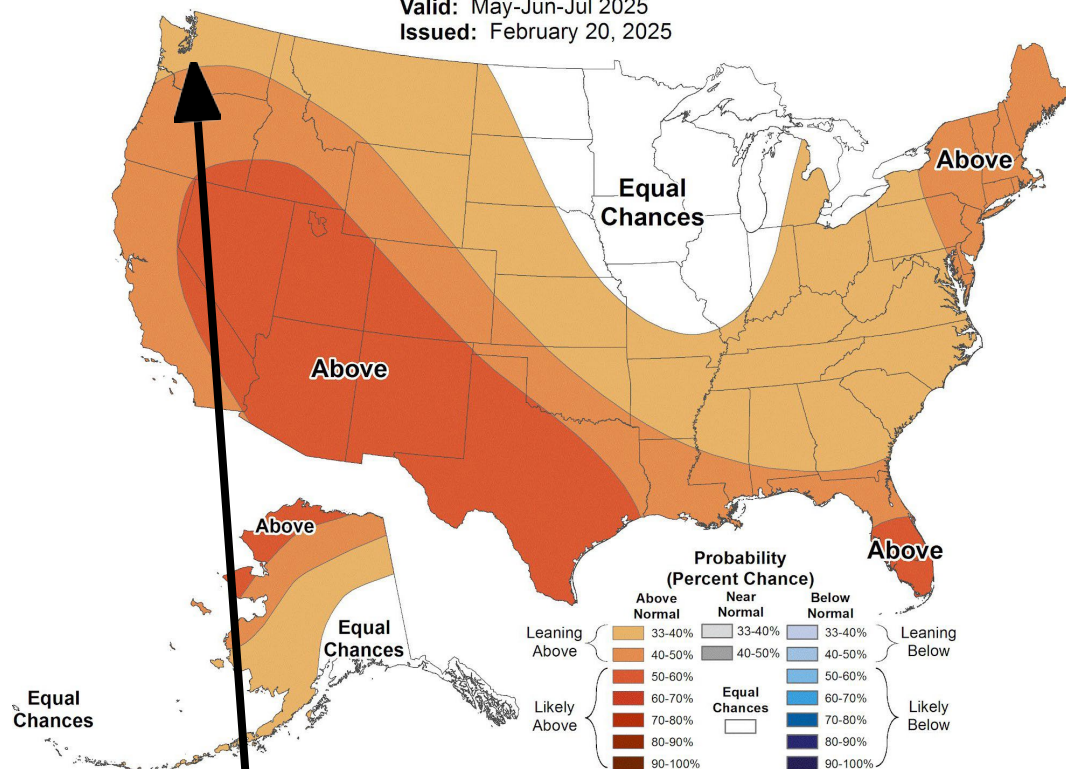 Valid: May-Jun-Jul 2025
Issued: February 20, 2025
Above
Equal
Chances
Above
Above
Above
Equal
Chances
Equal
Chances
Above
Probability
(Percent Chance)
Above
Normal
Near
Normal
Below
Normal
Leaning
Above
33-40%
33-40%
33-40%
Leaning
Below
40-50%
40-50%
40-50%
Likely
Above
50-60%
50-60%
Likely
Below
60-70%
Equal
Chances
60-70%
70-80%
70-80%
80-90%
80-90%
90-100%
90-100%